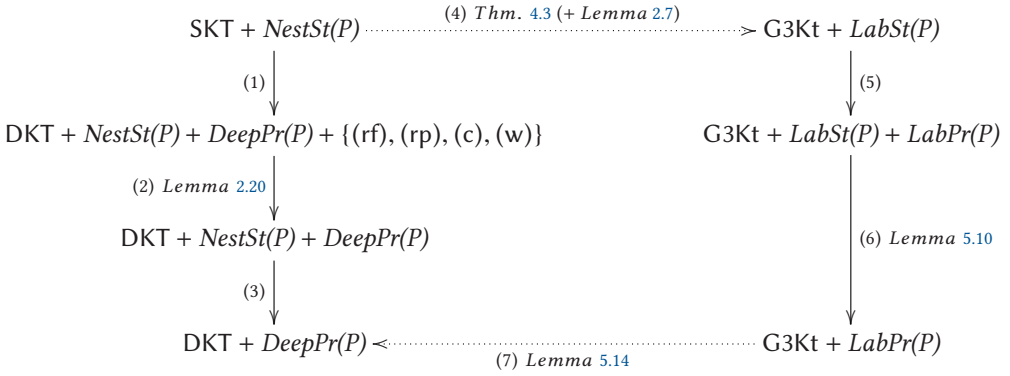 (4) Thm. 4.3 (+ Lemma 2.7)
SKT + NestSt(P) G3Kt + LabSt(P)
(1) (5)
DKT + NestSt(P) + DeepPr(P) + {(rf), (rp), (c), (w)} G3Kt + LabSt(P) + LabPr(P)
(2) Lemma 2.20
DKT + NestSt(P) + DeepPr(P) (6) Lemma 5.10
(3)
DKT + DeepPr(P) G3Kt + LabPr(P)
(7) Lemma 5.14